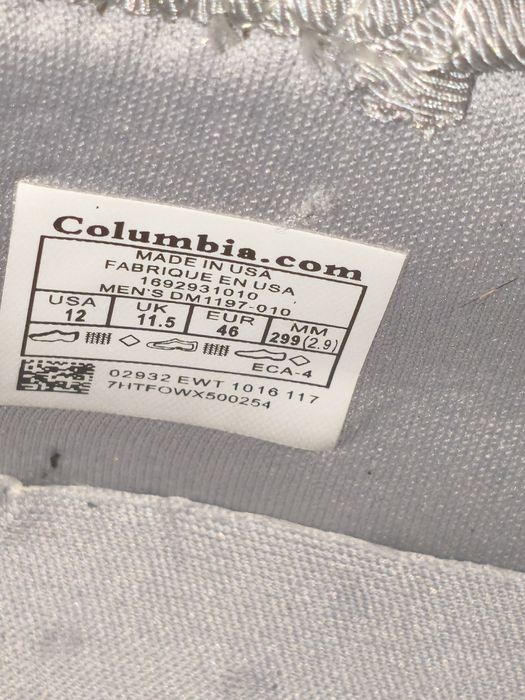 Columbia.com
MADE IN USA
FABRIQUE EN USA
1692931010
MEN'S DM1197-010
USA UK EUR MM
12 11.5 46 299(2.9)
ECA-4
02932 EWT 1016 117
7HTFOWX500254